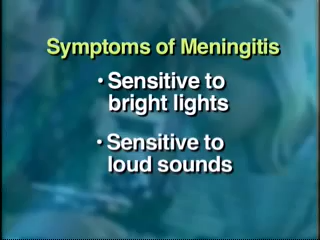 Symptoms of Meningitis
• Sensitive to
bright lights
• Sensitive to
loud sounds